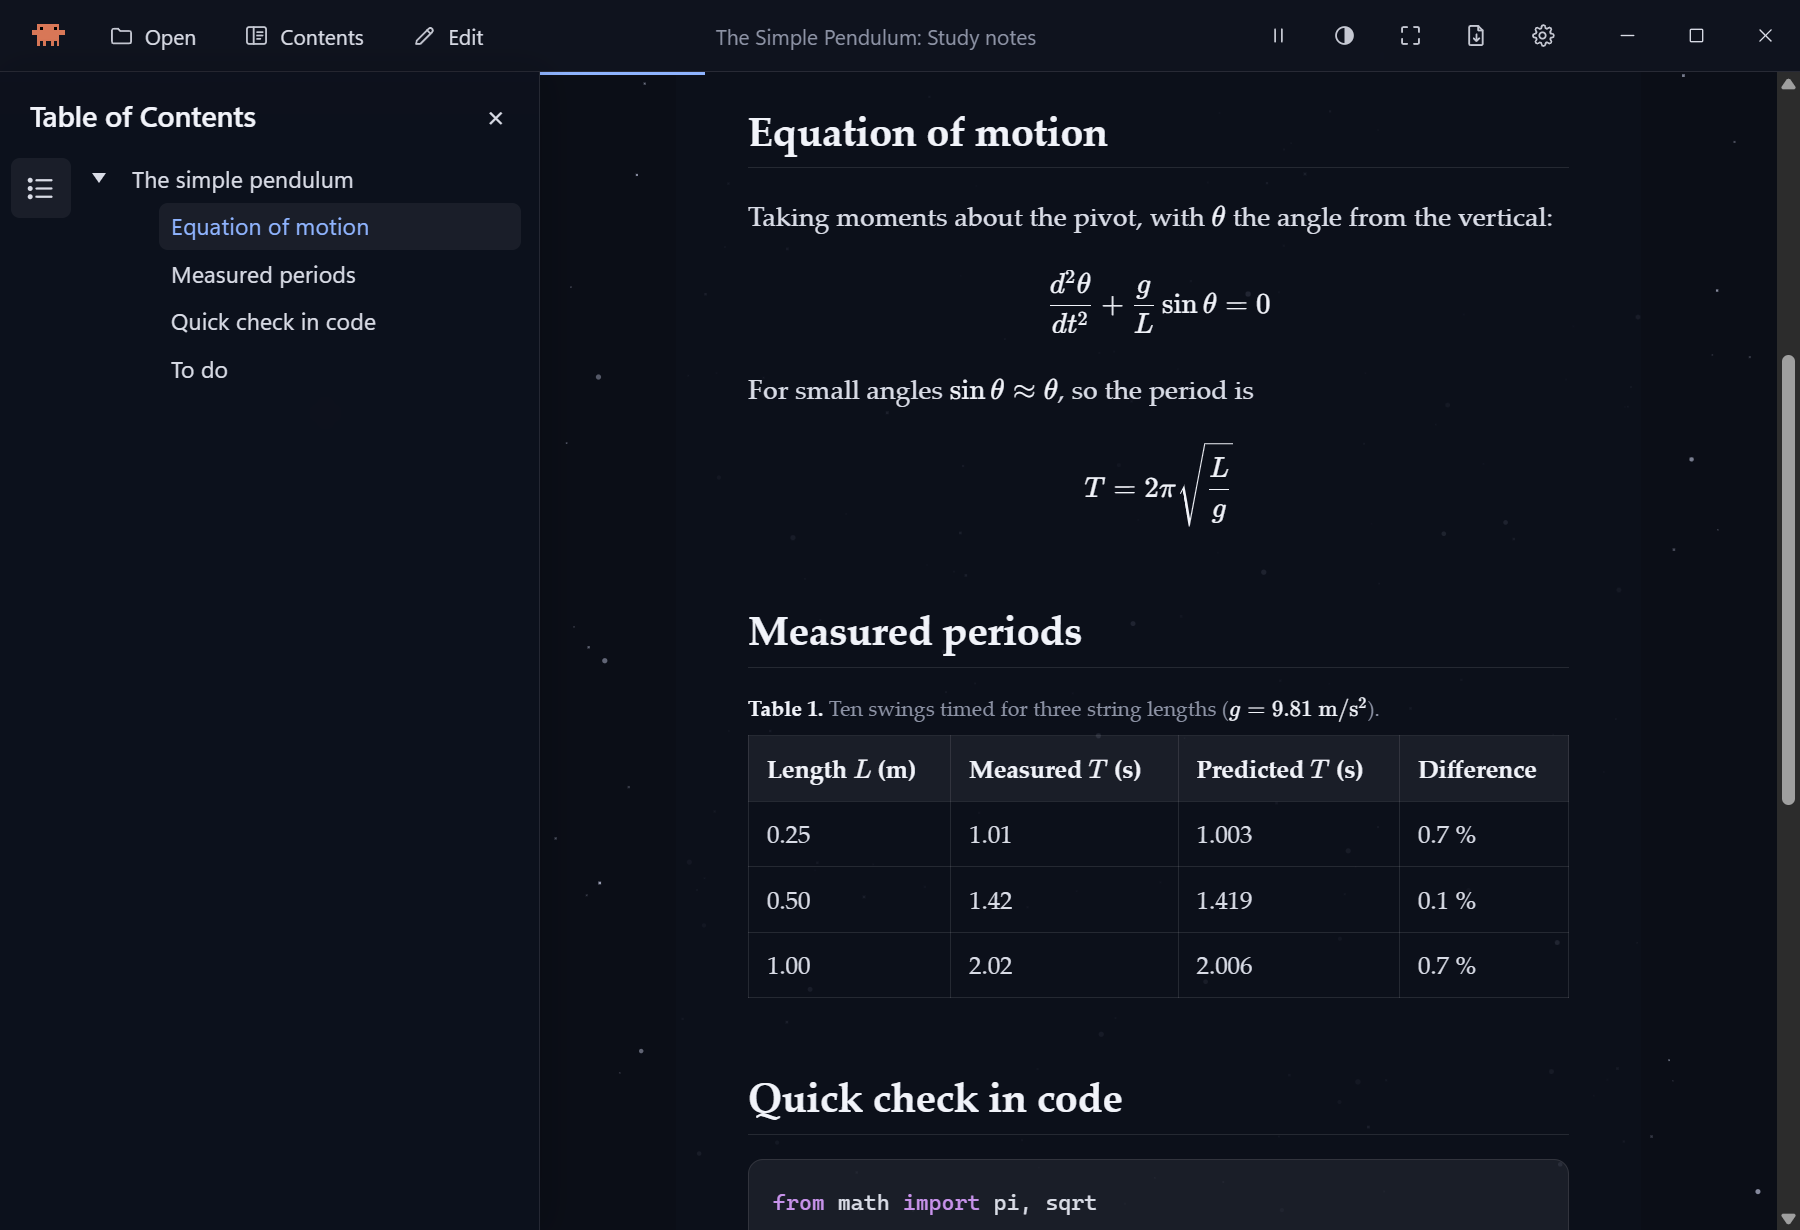 Open
Contents
Edit
The Simple Pendulum: Study notes
Table of Contents
The simple pendulum
Equation of motion
Measured periods
Quick check in code
To do
Equation of motion
Taking moments about the pivot, with θ the angle from the vertical:
d²θ/dt² + g/L sin θ = 0
For small angles sin θ ≈ θ, so the period is
T = 2π√(L/g)
Measured periods
Table 1. Ten swings timed for three string lengths (g = 9.81 m/s²).
Length L (m) Measured T (s) Predicted T (s) Difference
0.25 1.01 1.003 0.7 %
0.50 1.42 1.419 0.1 %
1.00 2.02 2.006 0.7 %
Quick check in code
from math import pi, sqrt